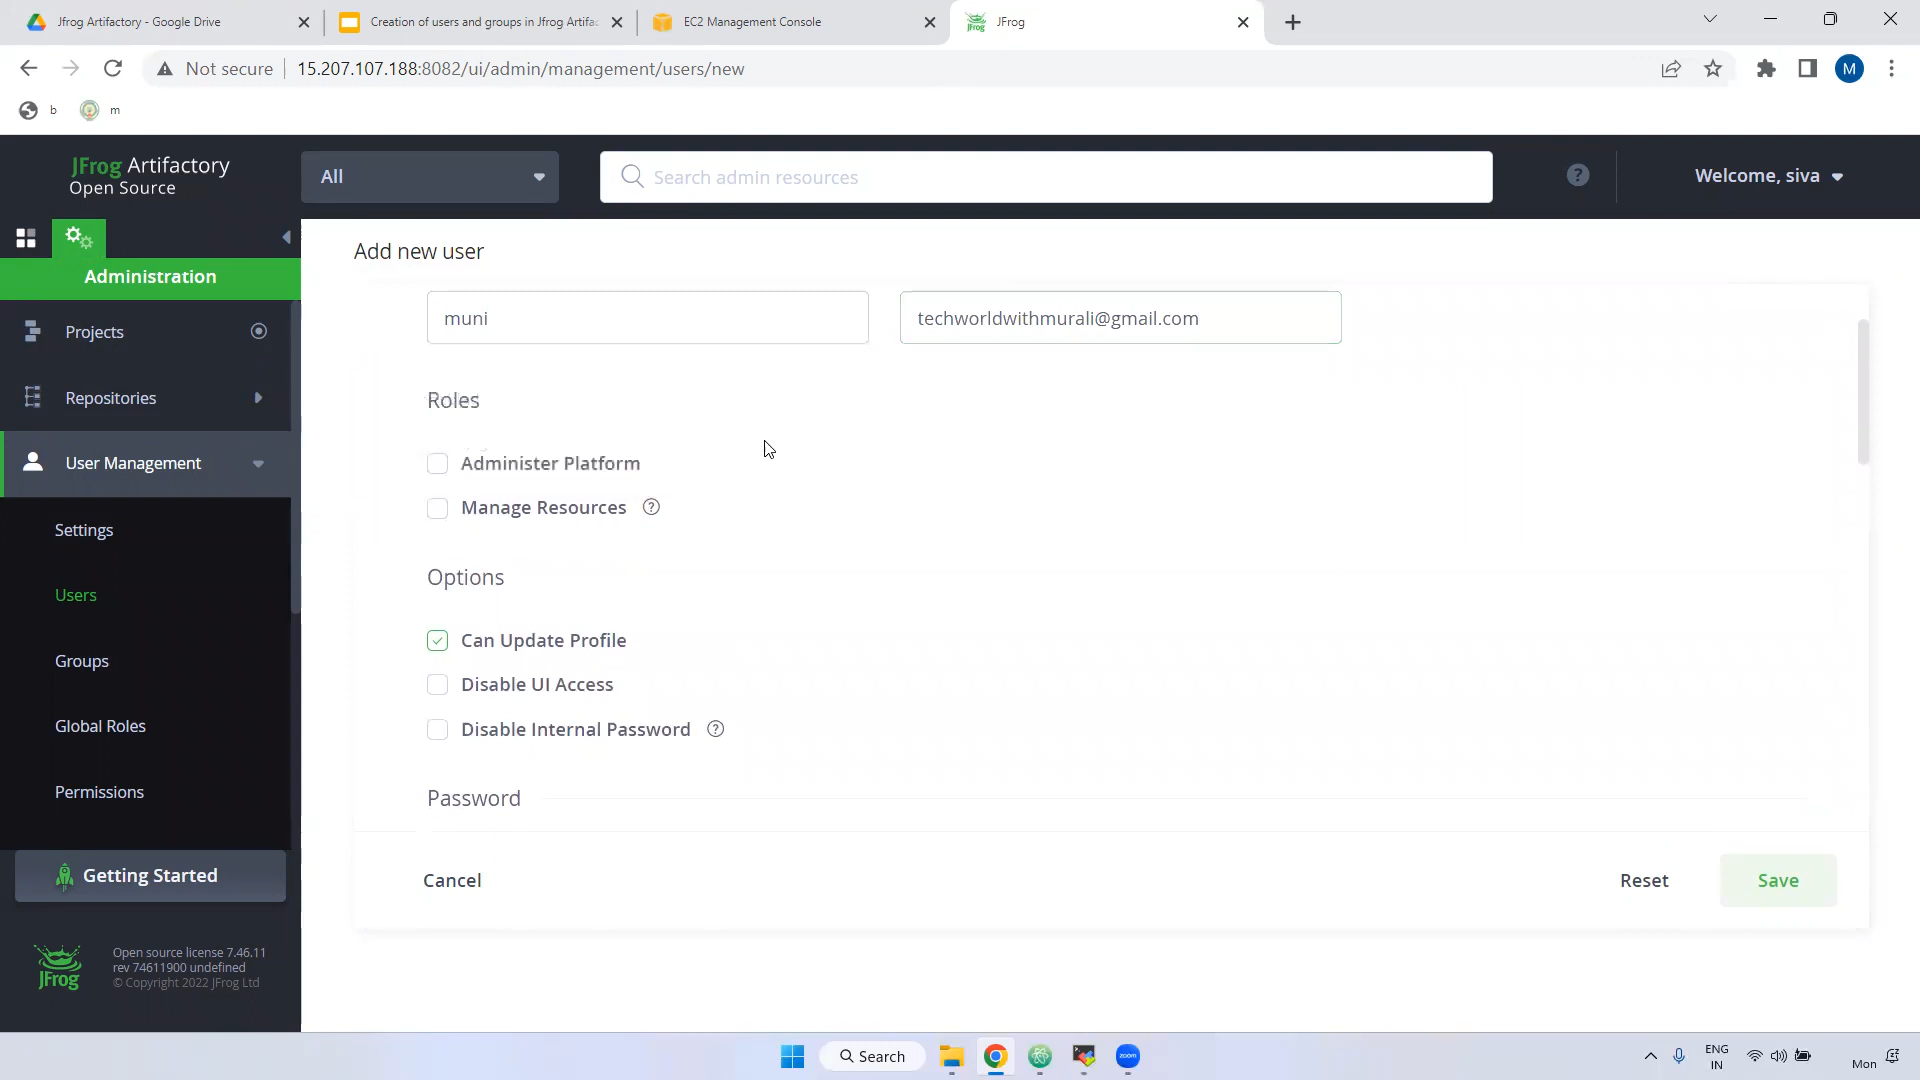 Jfrog Artifactory - Google Drive
Creation of users and groups in Jfrog Artifac
EC2 Management Console
JFrog
Not secure
15.207.107.188:8082/ui/admin/management/users/new
M
b
m
JFrog Artifactory
Open Source
All
Search admin resources
?
Welcome, siva
Administration
Projects
Repositories
User Management
Settings
Users
Groups
Global Roles
Permissions
Getting Started
JFrog
Open source license 7.46.11
rev 74611900 undefined
© Copyright 2022 JFrog Ltd
Add new user
muni
techworldwithmurali@gmail.com
Roles
Administer Platform
Manage Resources ?
Options
Can Update Profile
Disable UI Access
Disable Internal Password ?
Password
Cancel
Reset
Save
Search
zoom
ENG
IN
Mon